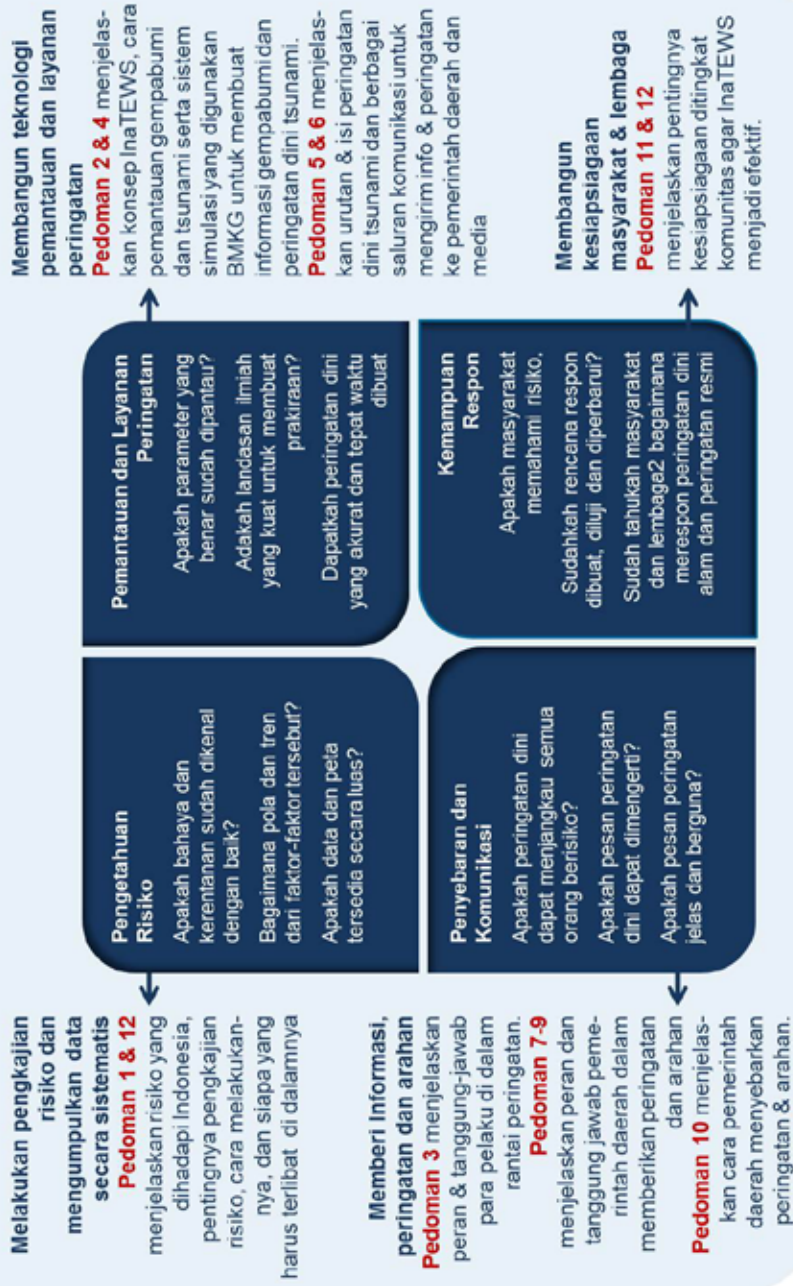 Melakukan pengkajian
risiko dan
mengumpulkan data
secara sistematis
Pedoman 1 & 12
menjelaskan risiko yang
dihadapi Indonesia,
pentingnya pengkajian
risiko, cara melakukan-
nya, dan siapa yang
harus terlibat di dalamnya
Pengetahuan
Risiko
Apakah bahaya dan
kerentanan sudah dikenal
dengan baik?
Bagaimana pola dan tren
dari faktor-faktor tersebut?
Apakah data dan peta
tersedia secara luas?
Pemantauan dan Layanan
Peringatan
Apakah parameter yang
benar sudah dipantau?
Adakah landasan ilmiah
yang kuat untuk membuat
prakiraan?
Dapatkah peringatan dini
yang akurat dan tepat waktu
dibuat
Membangun teknologi
pemantauan dan layanan
peringatan
Pedoman 2 & 4 menjelas-
kan konsep InaTEWS, cara
pemantauan gempabumi
dan tsunami serta sistem
simulasi yang digunakan
BMKG untuk membuat
informasi gempabumi dan
peringatan dini tsunami.
Pedoman 5 & 6 menjelas-
kan urutan & isi peringatan
dini tsunami dan berbagai
saluran komunikasi untuk
mengirim info & peringatan
ke pemerintah daerah dan
media
Memberi Informasi,
peringatan dan arahan
Pedoman 3 menjelaskan
peran & tanggung-jawab
para pelaku di dalam
rantai peringatan.
Pedoman 7-9
menjelaskan peran dan
tanggung jawab peme-
rintah daerah dalam
memberikan peringatan
dan arahan
Pedoman 10 menjelas-
kan cara pemerintah
daerah menyebarkan
peringatan & arahan.
Penyebaran dan
Komunikasi
Apakah peringatan dini
dapat menjangkau semua
orang berisiko?
Apakah pesan peringatan
dini dapat dimengerti?
Apakah pesan peringatan
jelas dan berguna?
Kemampuan
Respon
Apakah masyarakat
memahami risiko,
Sudahkah rencana respon
dibuat, diluji dan diperbarui?
Sudah tahukah masyarakat
dan lembaga2 bagaimana
merespon peringatan dini
alam dan peringatan resmi
Membangun
kesiapsiagaan
masyarakat & lembaga
Pedoman 11 & 12
menjelaskan pentingnya
kesiapsiagaan ditingkat
komunitas agar InaTEWS
menjadi efektif.